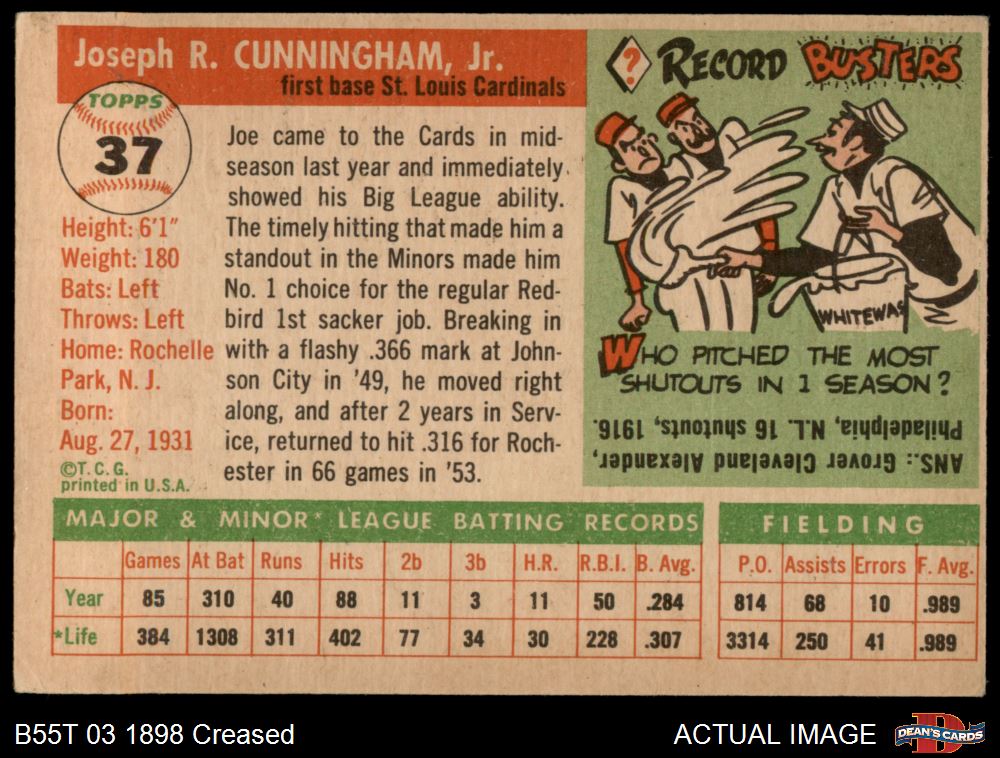 Joseph R. CUNNINGHAM, Jr.
first base St. Louis Cardinals
TOPPS
37
Height: 6'1"
Weight: 180
Bats: Left
Throws: Left
Home: Rochelle
Park, N. J.
Born:
Aug. 27, 1931
©T. C. G.
printed in U.S.A.
Joe came to the Cards in mid-
season last year and immediately
showed his Big League ability.
The timely hitting that made him a
standout in the Minors made him
No. 1 choice for the regular Red-
bird 1st sacker job. Breaking in
with a flashy .366 mark at John-
son City in '49, he moved right
along, and after 2 years in Serv-
ice, returned to hit .316 for Roch-
ester in 66 games in '53.
? RECORD BUSTERS
WHITEWAS
WHO PITCHED THE MOST
SHUTOUTS IN 1 SEASON?
ANS.: Grover Cleveland Alexander,
Philadelphia, N.L. 16 shutouts, 1916.
MAJOR & MINOR* LEAGUE BATTING RECORDS
Games At Bat Runs Hits 2b 3b H.R. R.B.I. B. Avg.
Year 85 310 40 88 11 3 11 50 .284
*Life 384 1308 311 402 77 34 30 228 .307
FIELDING
P.O. Assists Errors F. Avg.
814 68 10 .989
3314 250 41 .989
B55T 03 1898 Creased
ACTUAL IMAGE
D
DEAN'S CARDS